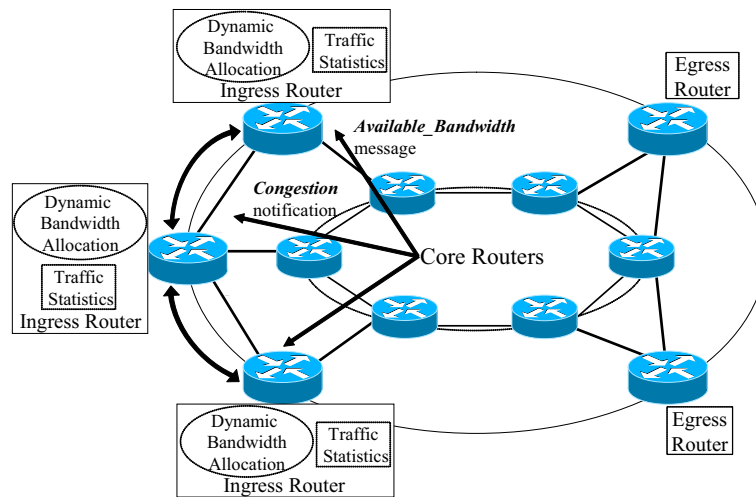 Dynamic
Bandwidth
Allocation
Traffic
Statistics
Ingress Router
Egress
Router
Available_Bandwidth
message
Congestion
notification
Dynamic
Bandwidth
Allocation
Traffic
Statistics
Ingress Router
Core Routers
Dynamic
Bandwidth
Allocation
Traffic
Statistics
Ingress Router
Egress
Router